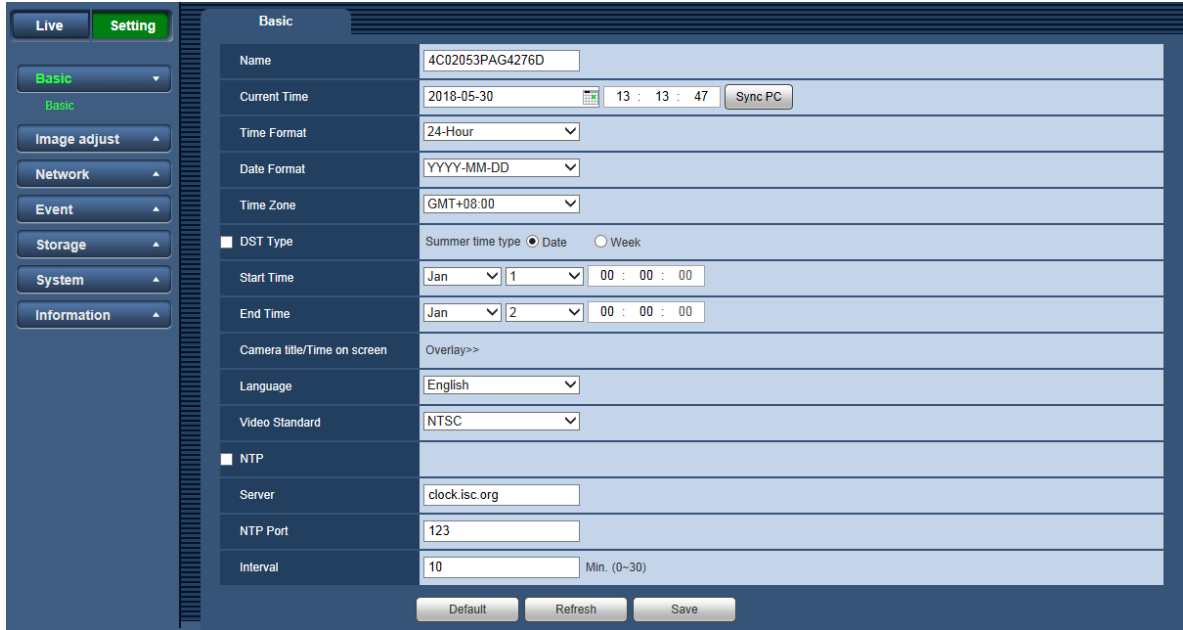 Live Setting
Basic
Basic
Image adjust
Network
Event
Storage
System
Information
Basic
Name 4C02053PAG4276D
Current Time 2018-05-30 13 : 13 : 47 Sync PC
Time Format 24-Hour
Date Format YYYY-MM-DD
Time Zone GMT+08:00
DST Type Summer time type Date Week
Start Time Jan 1 00 : 00 : 00
End Time Jan 2 00 : 00 : 00
Camera title/Time on screen Overlay>>
Language English
Video Standard NTSC
NTP
Server clock.isc.org
NTP Port 123
Interval 10 Min. (0~30)
Default Refresh Save